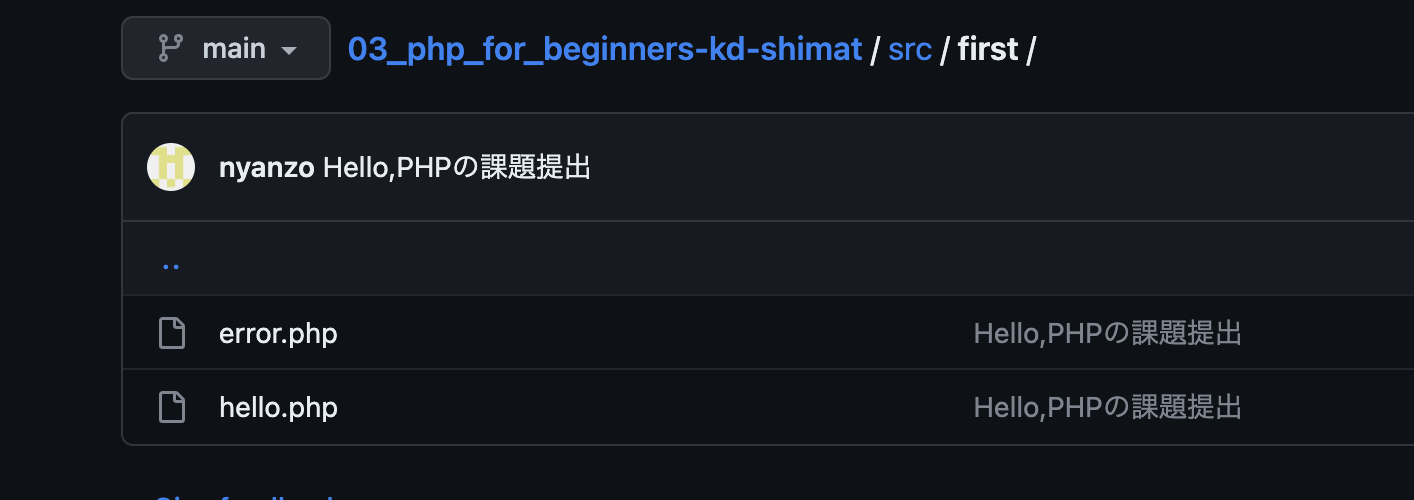 main
03_php_for_beginners-kd-shimat / src / first /
nyanzo Hello,PHPの課題提出
..
error.php Hello,PHPの課題提出
hello.php Hello,PHPの課題提出